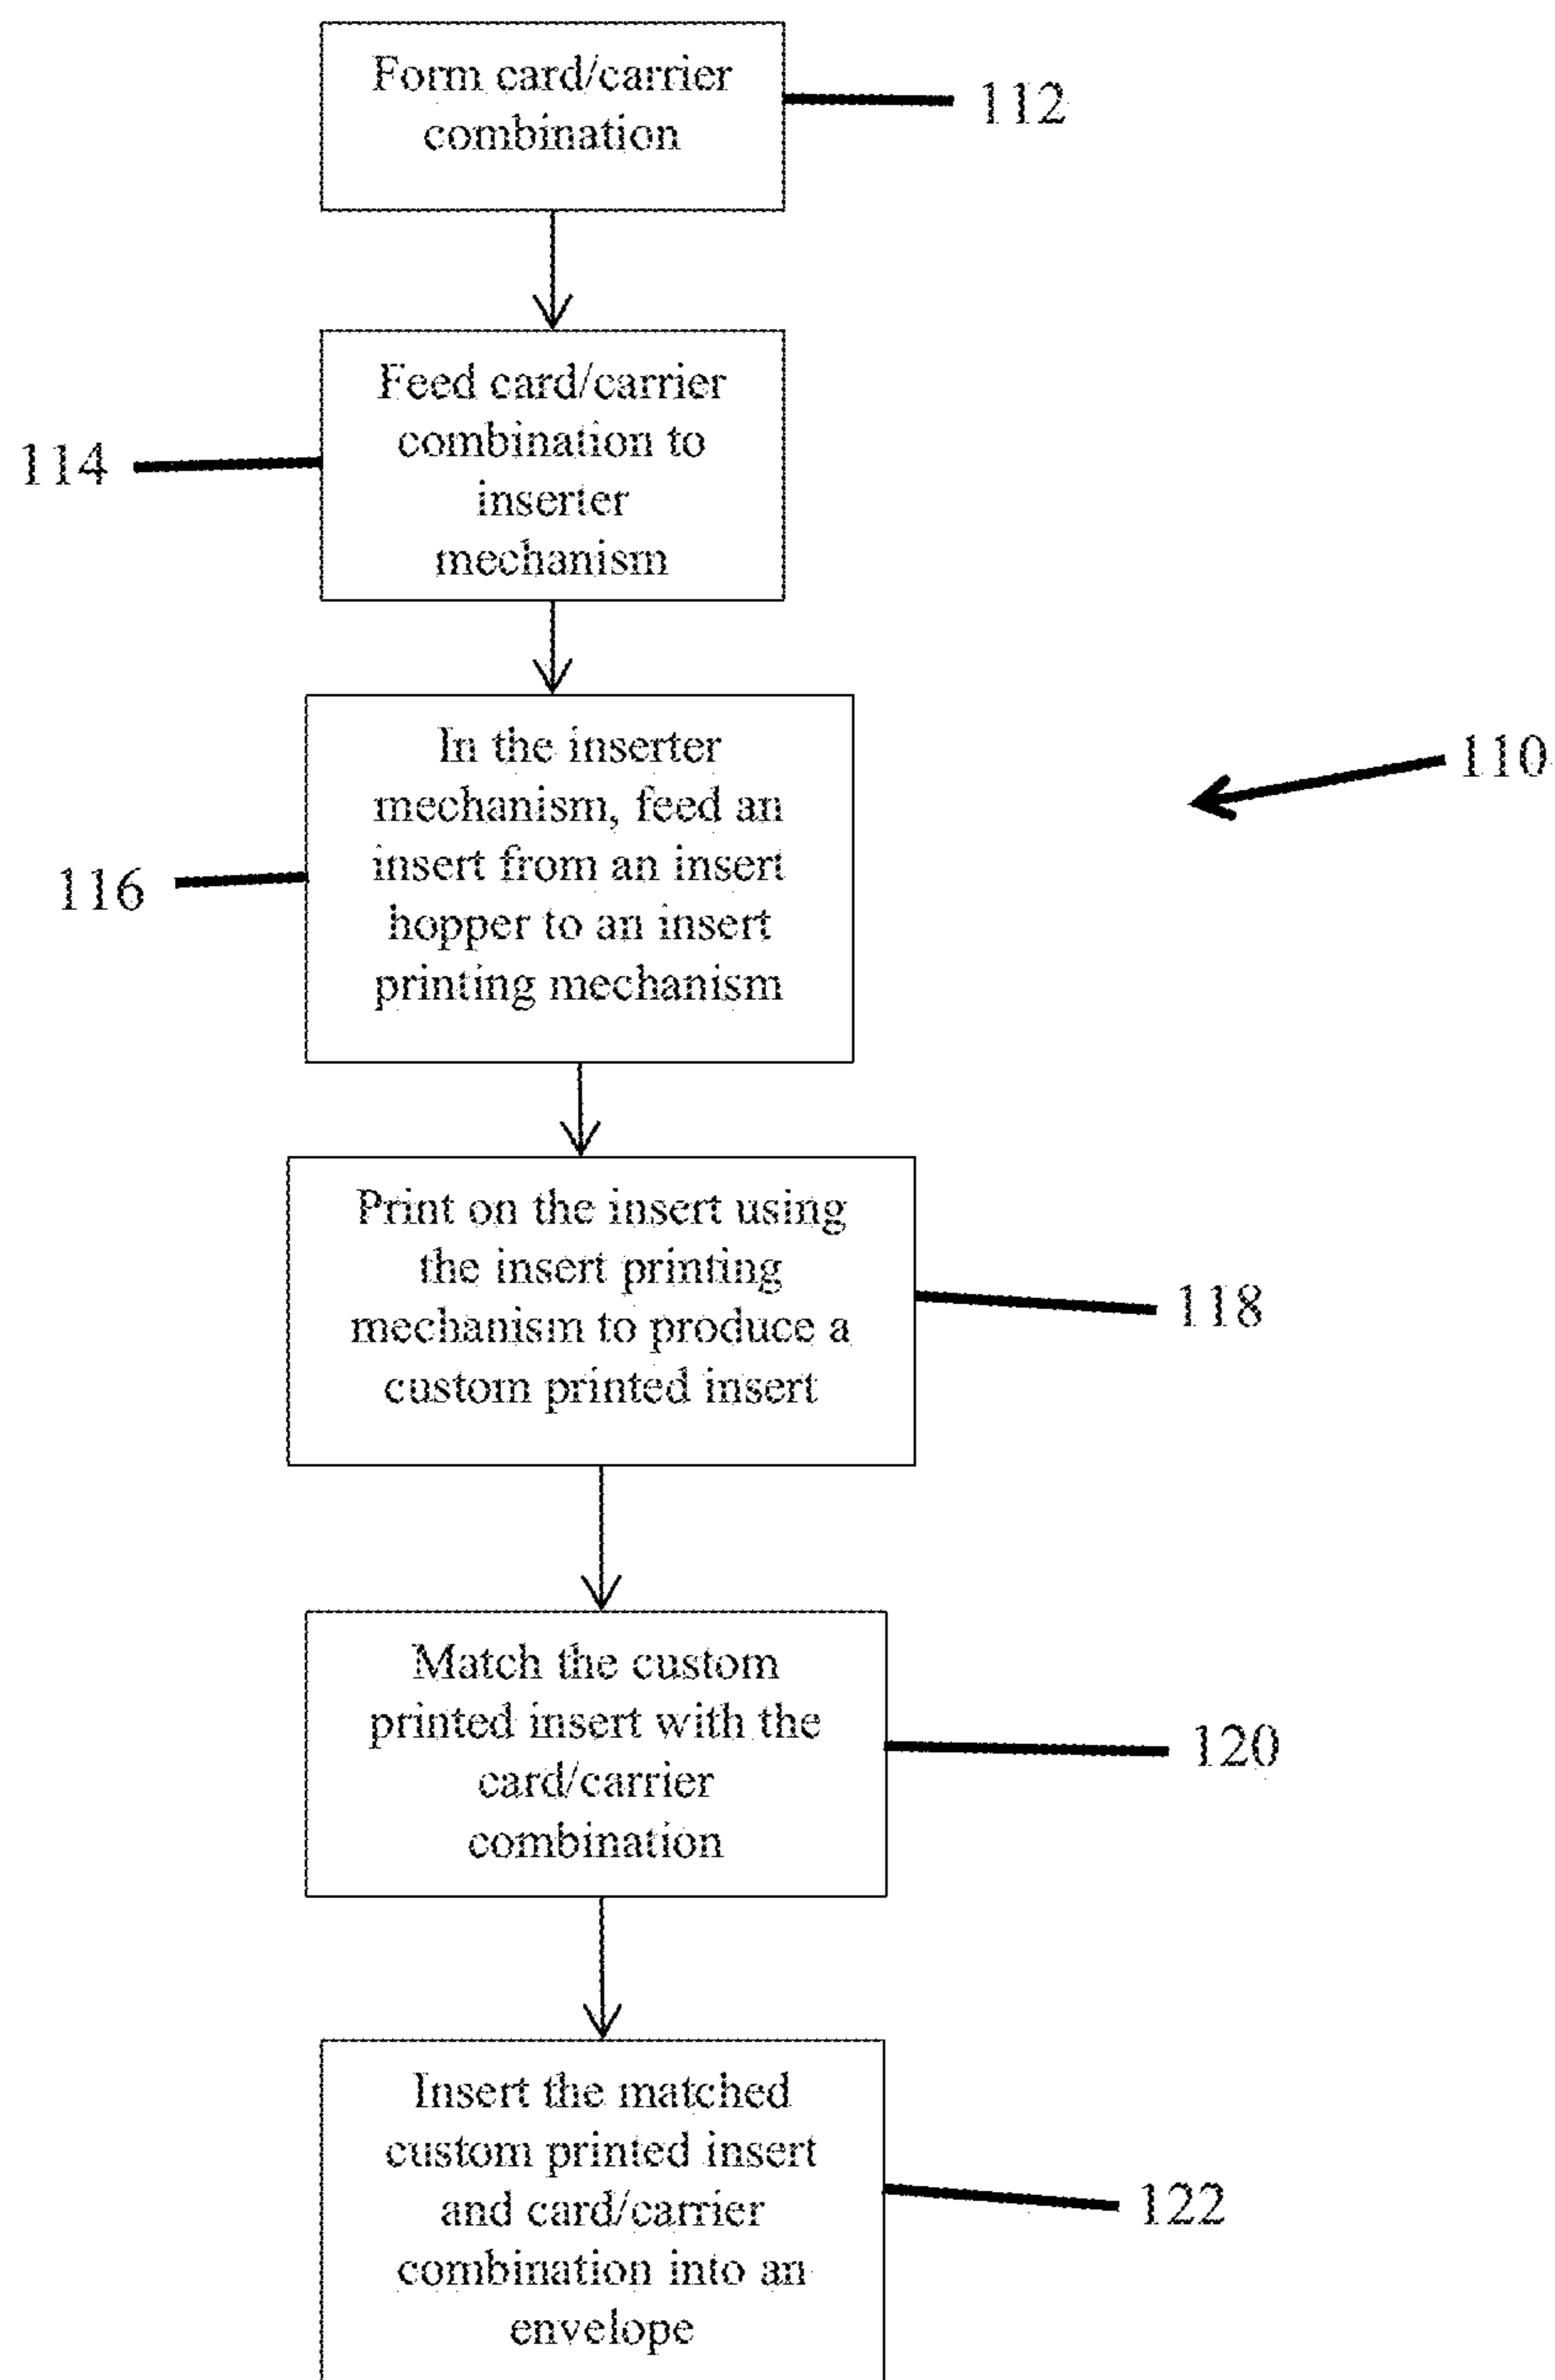 Form card/carrier
combination
112
Feed card/carrier
combination to
inserter
mechanism
114
In the inserter
mechanism, feed an
insert from an insert
hopper to an insert
printing mechanism
110
116
Print on the insert using
the insert printing
mechanism to produce a
custom printed insert
118
Match the custom
printed insert with the
card/carrier
combination
120
Insert the matched
custom printed insert
and card/carrier
combination into an
envelope
122